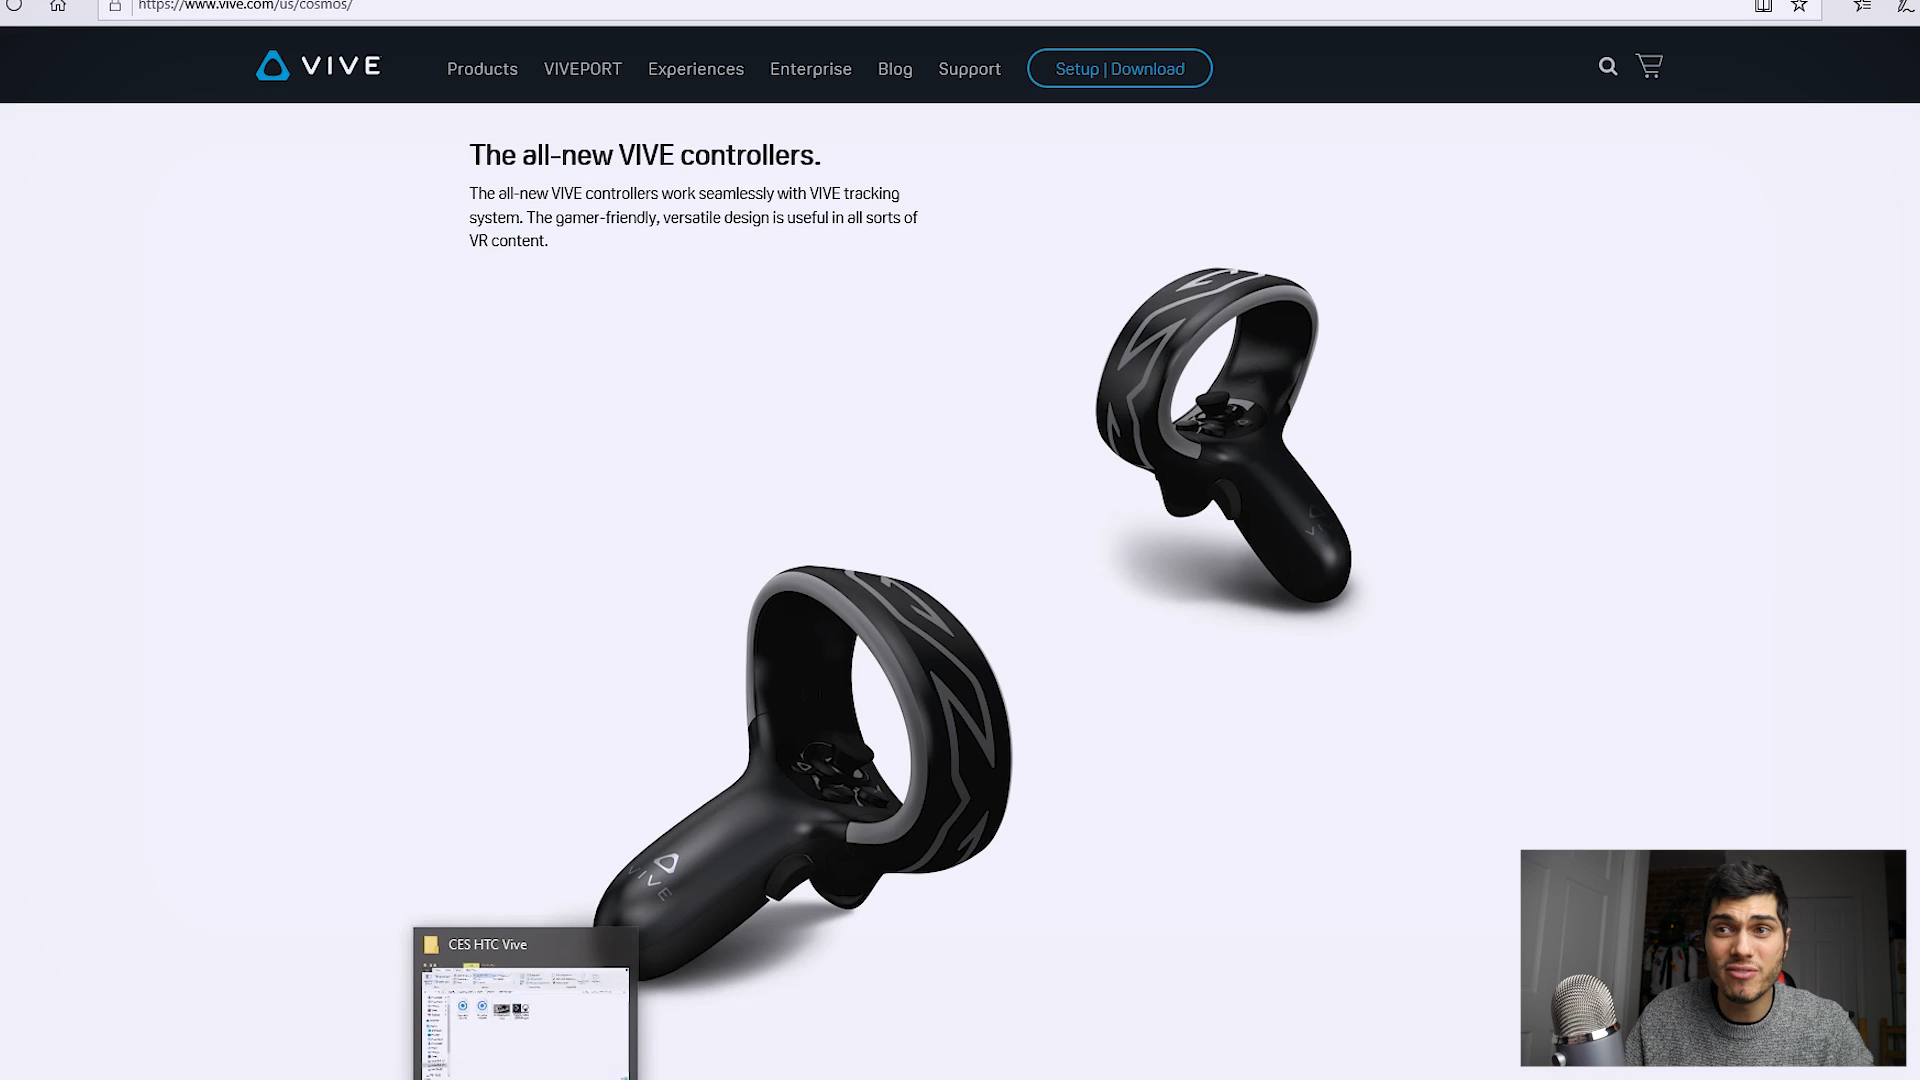 https://www.vive.com/us/cosmos/
VIVE
Products
VIVEPORT
Experiences
Enterprise
Blog
Support
Setup | Download
The all-new VIVE controllers.
The all-new VIVE controllers work seamlessly with VIVE tracking
system. The gamer-friendly, versatile design is useful in all sorts of
VR content.
VIVE
VIVE
CES HTC Vive